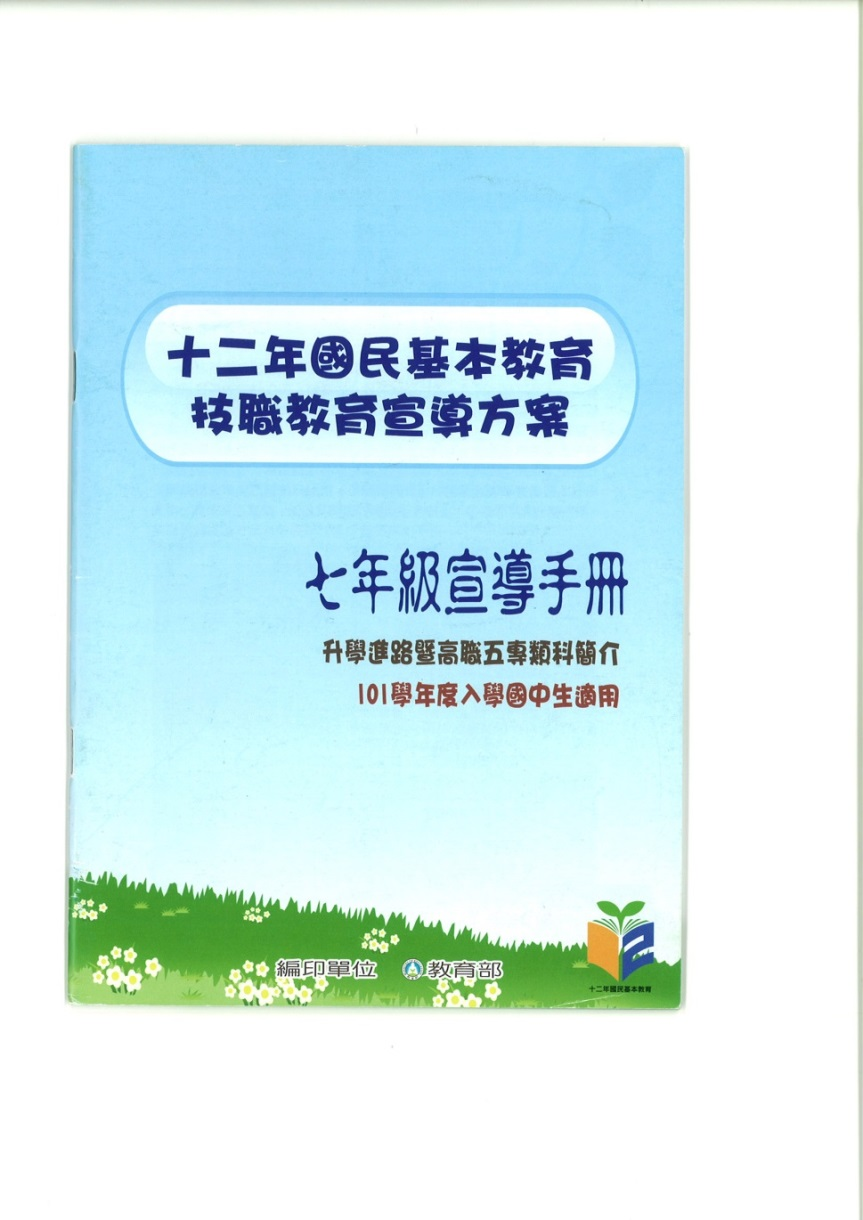 十二年國民基本教育
技職教育宣導方案
七年級宣導手冊
升學進路暨高職五專類科簡介
101學年度入學國中生適用
編印單位 教育部
十二年國民基本教育